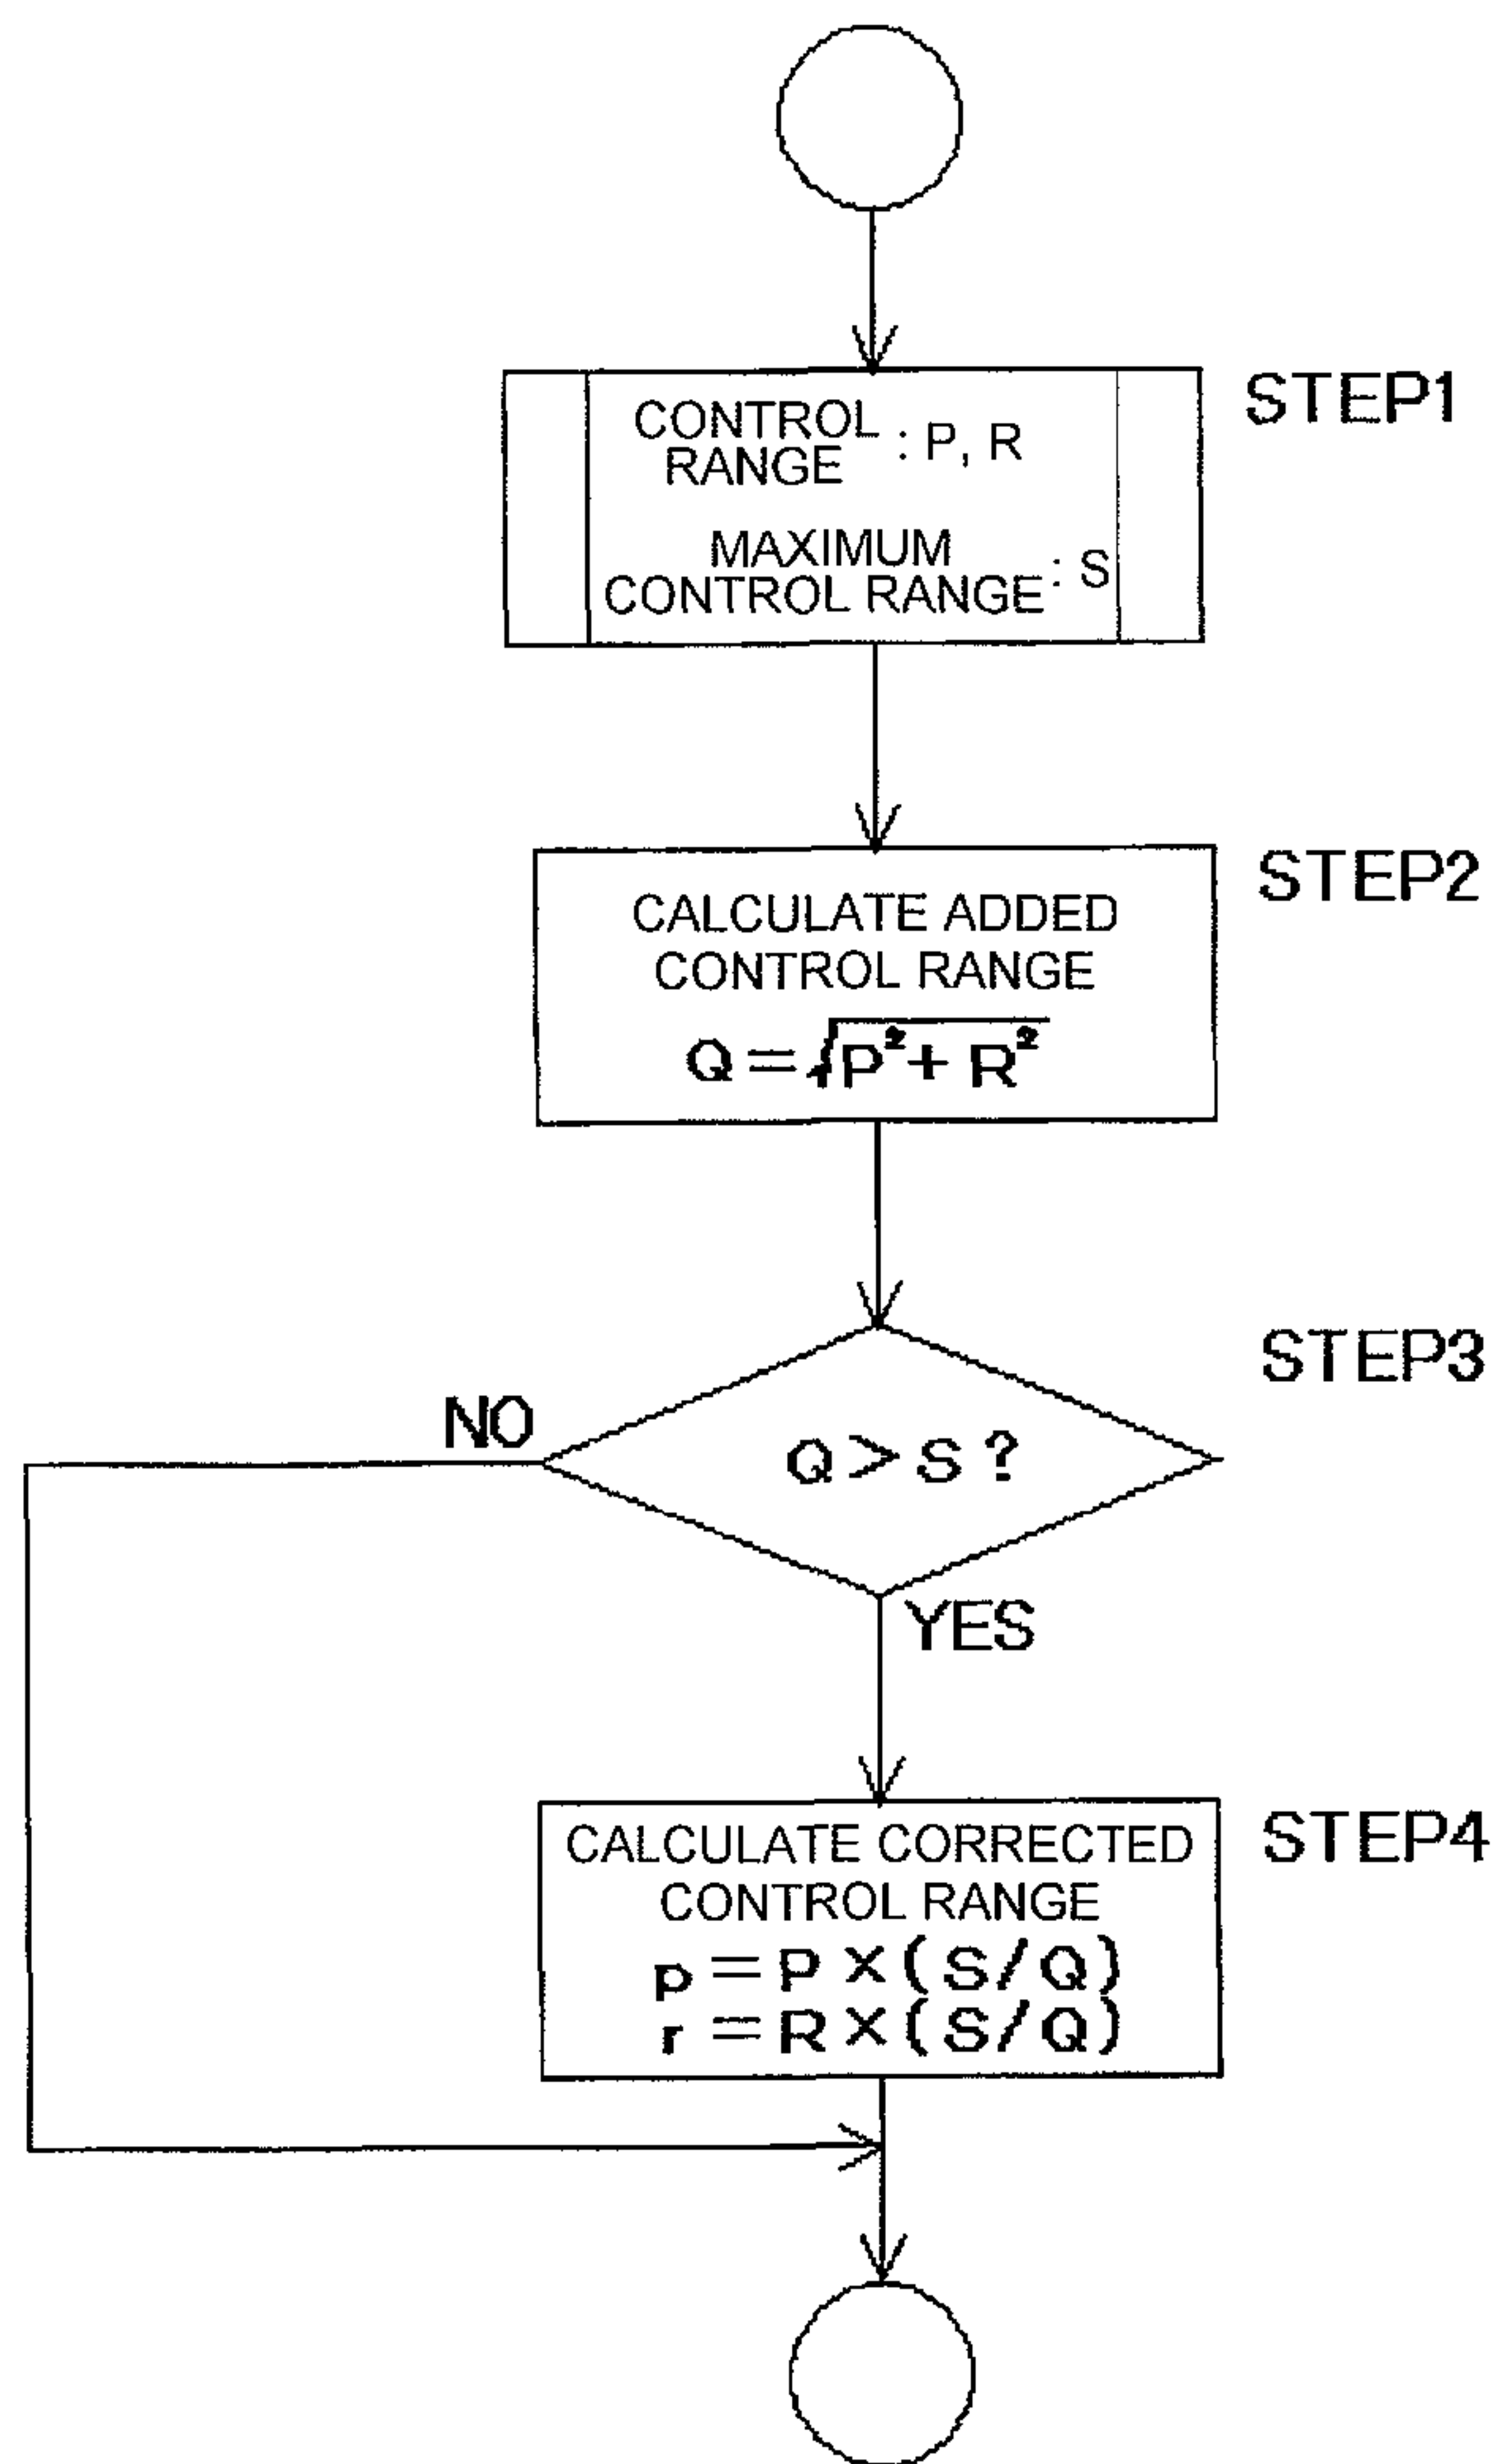 STEP1
CONTROL
RANGE : P, R
MAXIMUM
CONTROL RANGE : S
STEP2
CALCULATE ADDED
CONTROL RANGE
Q=√P²+R²
STEP3
NO
Q>S?
YES
STEP4
CALCULATE CORRECTED
CONTROL RANGE
p=P×(S/Q)
r=R×(S/Q)